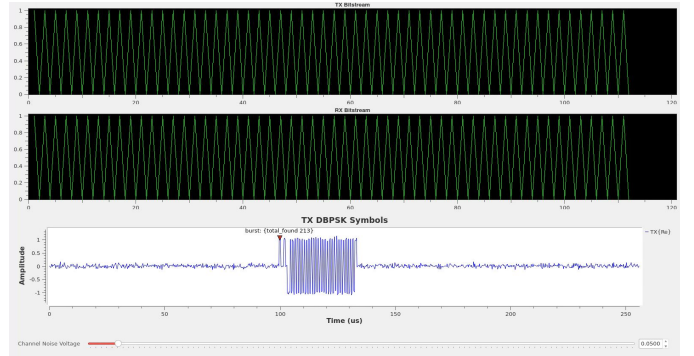 TX Bitstream
1
0.8
0.6
0.4
0.2
0
0 20 40 60 80 100 120
RX Bitstream
1
0.8
0.6
0.4
0.2
0
0 20 40 60 80 100 120
TX DBPSK Symbols
burst: {total_found 213}
TX{Re}
Amplitude
1
0.5
0
-0.5
-1
0 50 100 150 200 250
Time (us)
Channel Noise Voltage 0.0500